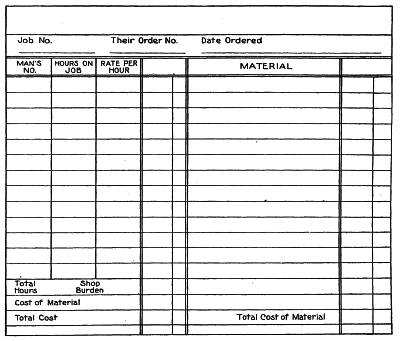 Job No. Their Order No. Date Ordered
MAN'S NO. HOURS ON JOB RATE PER HOUR MATERIAL
Total Hours Shop Burden
Cost of Material
Total Cost Total Cost of Material